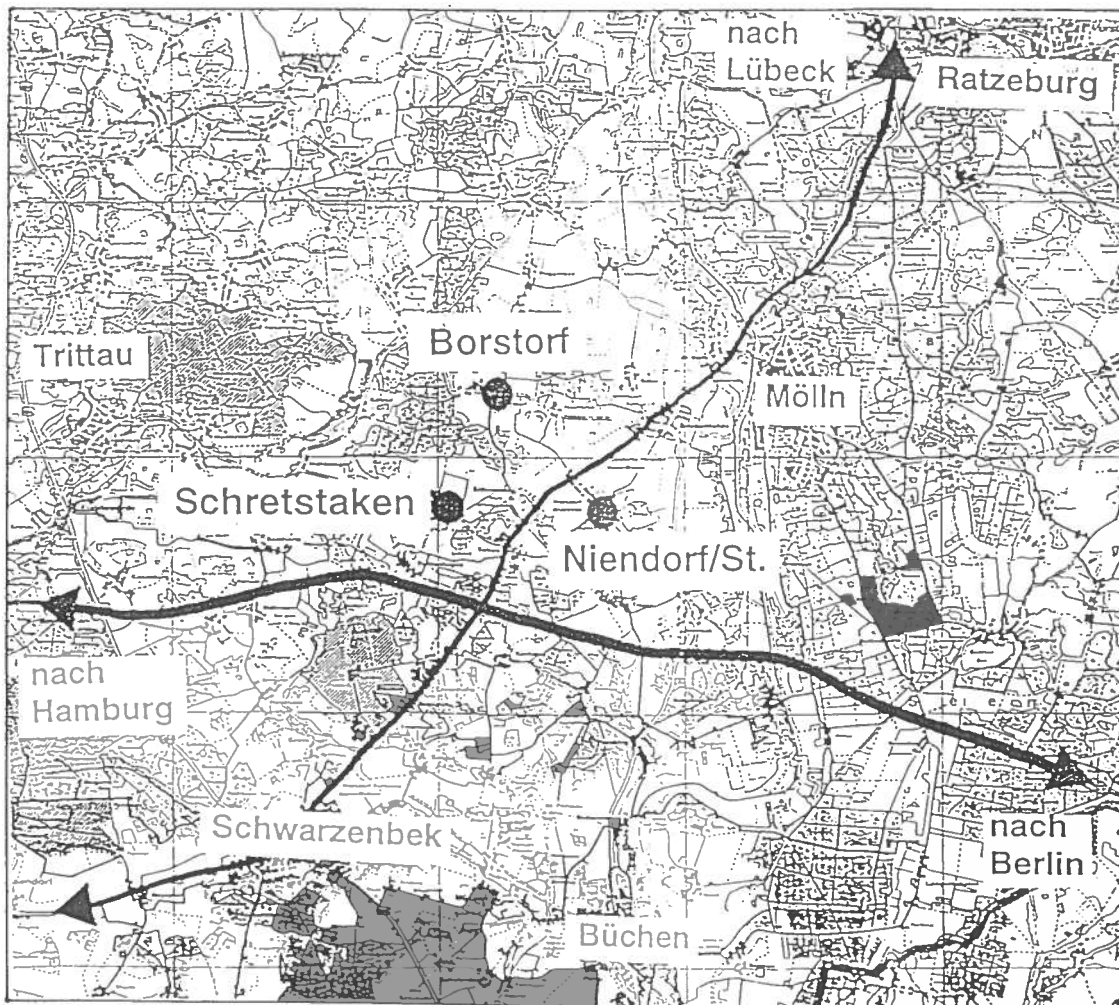 nach
Lübeck
Ratzeburg
Trittau
Borstorf
Mölln
Schretstaken
Niendorf/St.
nach
Hamburg
Schwarzenbek
nach
Berlin
Büchen